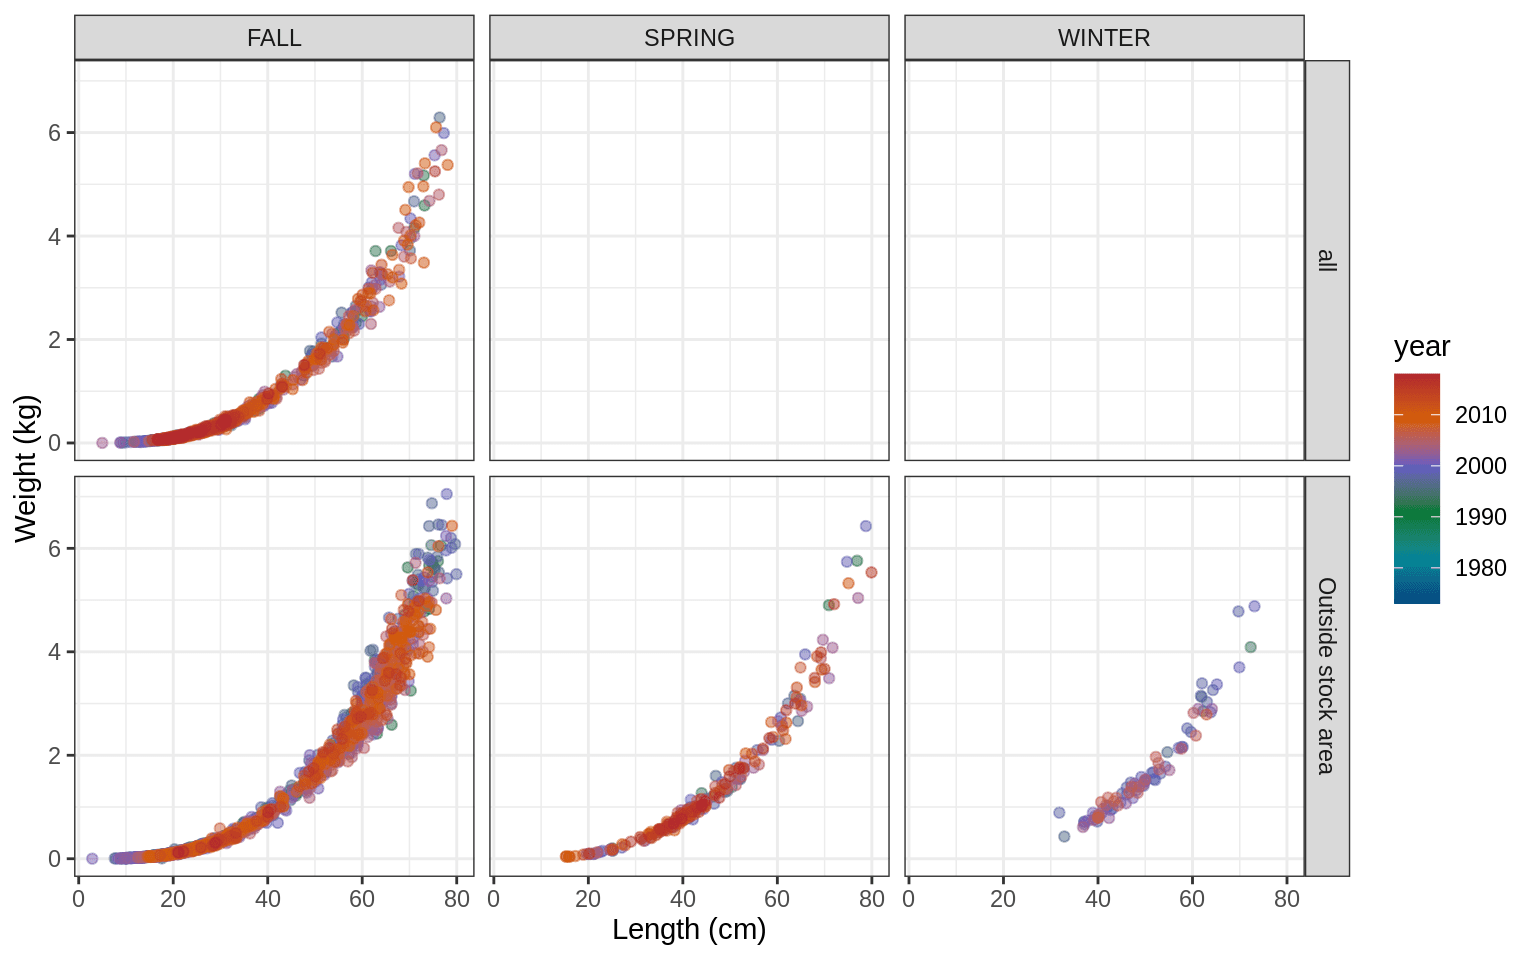 FALL SPRING WINTER
all
Outside stock area
6
4
2
0
6
4
2
0
0 20 40 60 80 0 20 40 60 80 0 20 40 60 80
Length (cm)
Weight (kg)
year
2010
2000
1990
1980